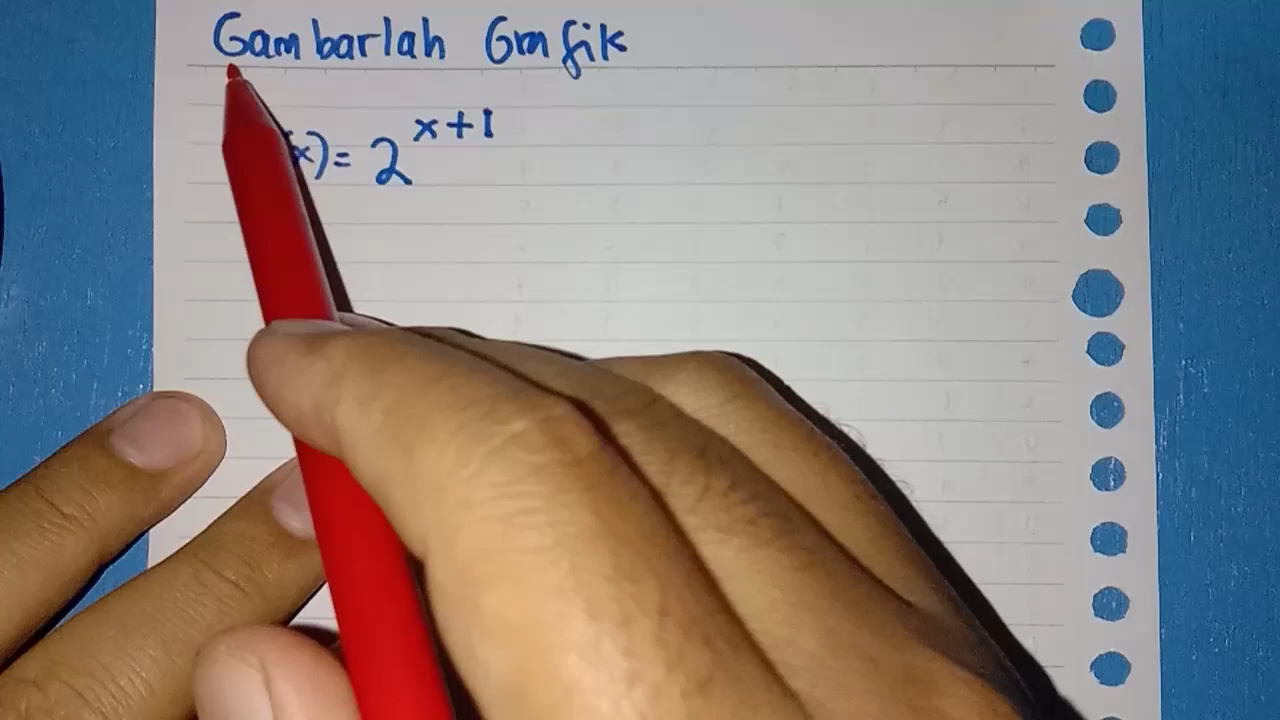 Gambarlah Grafik
x) = 2^{x+1}